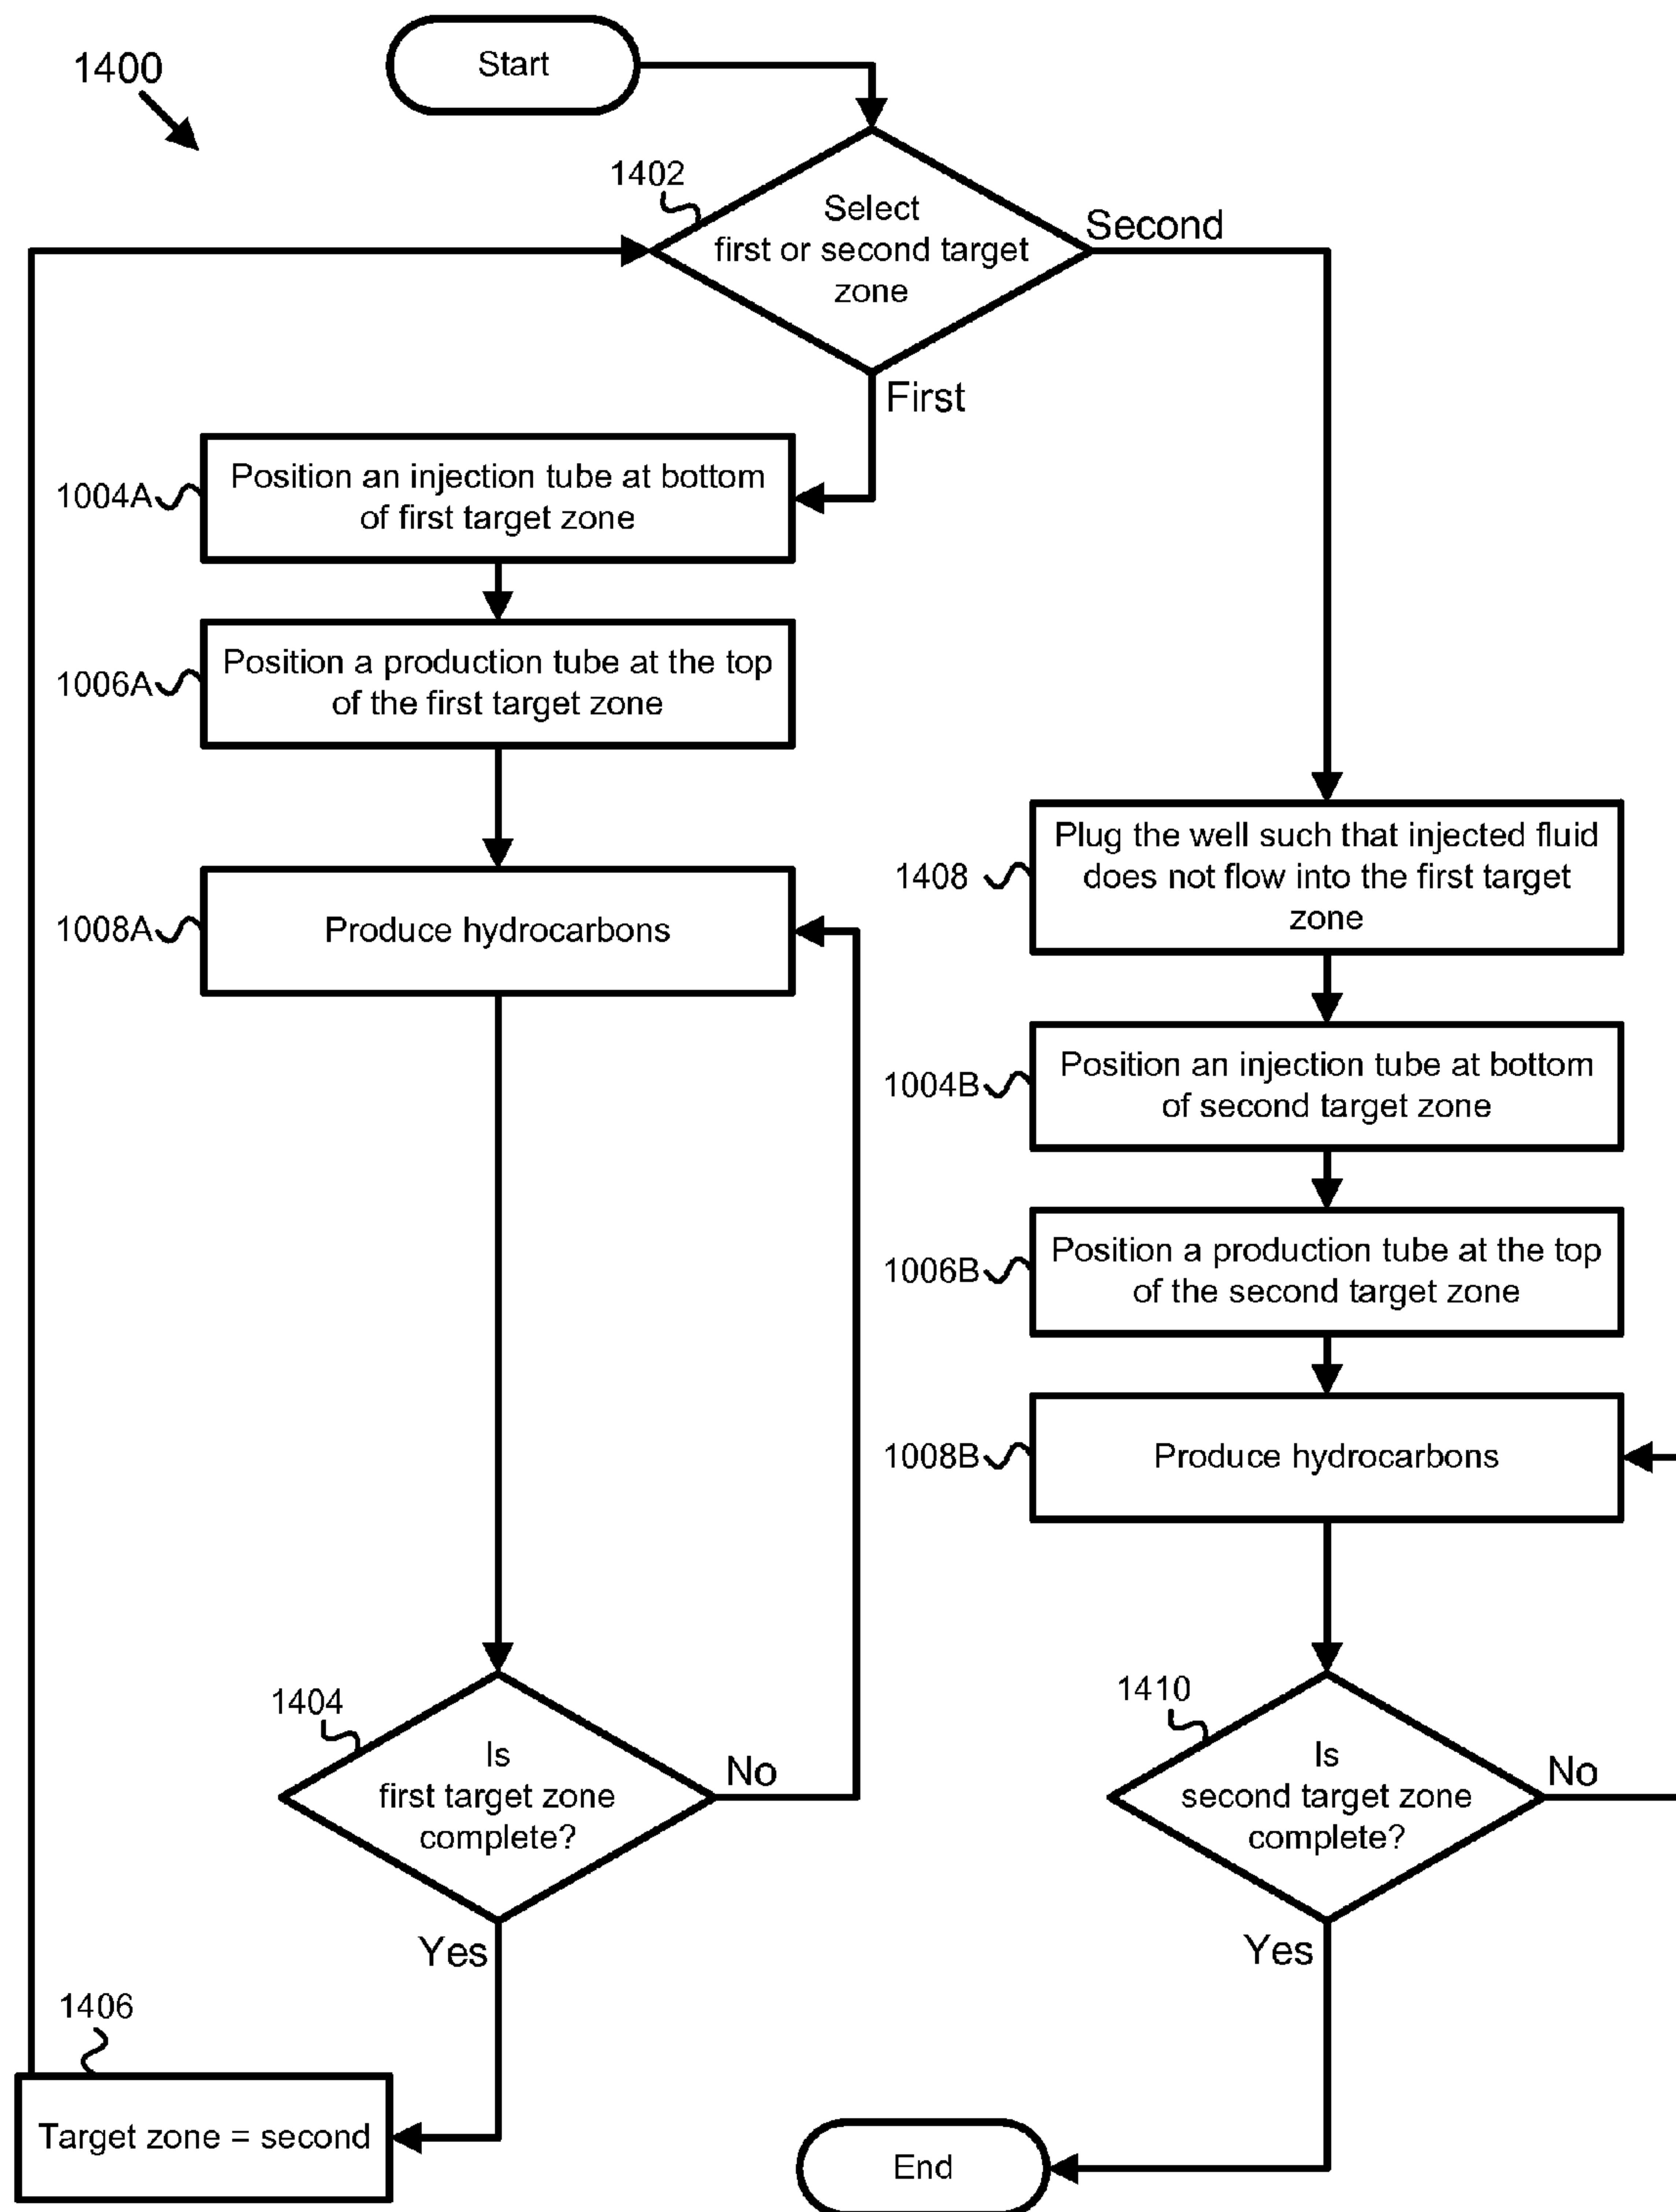 1400
Start
1402
Select
first or second target
zone
Second
First
1004A
Position an injection tube at bottom
of first target zone
1006A
Position a production tube at the top
of the first target zone
1008A
Produce hydrocarbons
1408
Plug the well such that injected fluid
does not flow into the first target
zone
1004B
Position an injection tube at bottom
of second target zone
1006B
Position a production tube at the top
of the second target zone
1008B
Produce hydrocarbons
1404
Is
first target zone
complete?
No
Yes
1410
Is
second target zone
complete?
No
Yes
1406
Target zone = second
End